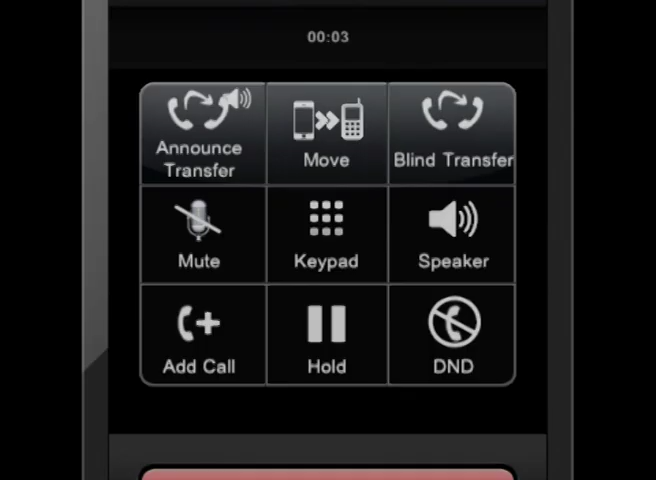 00:03
Announce
Transfer
Move
Blind Transfer
Mute
Keypad
Speaker
Add Call
Hold
DND